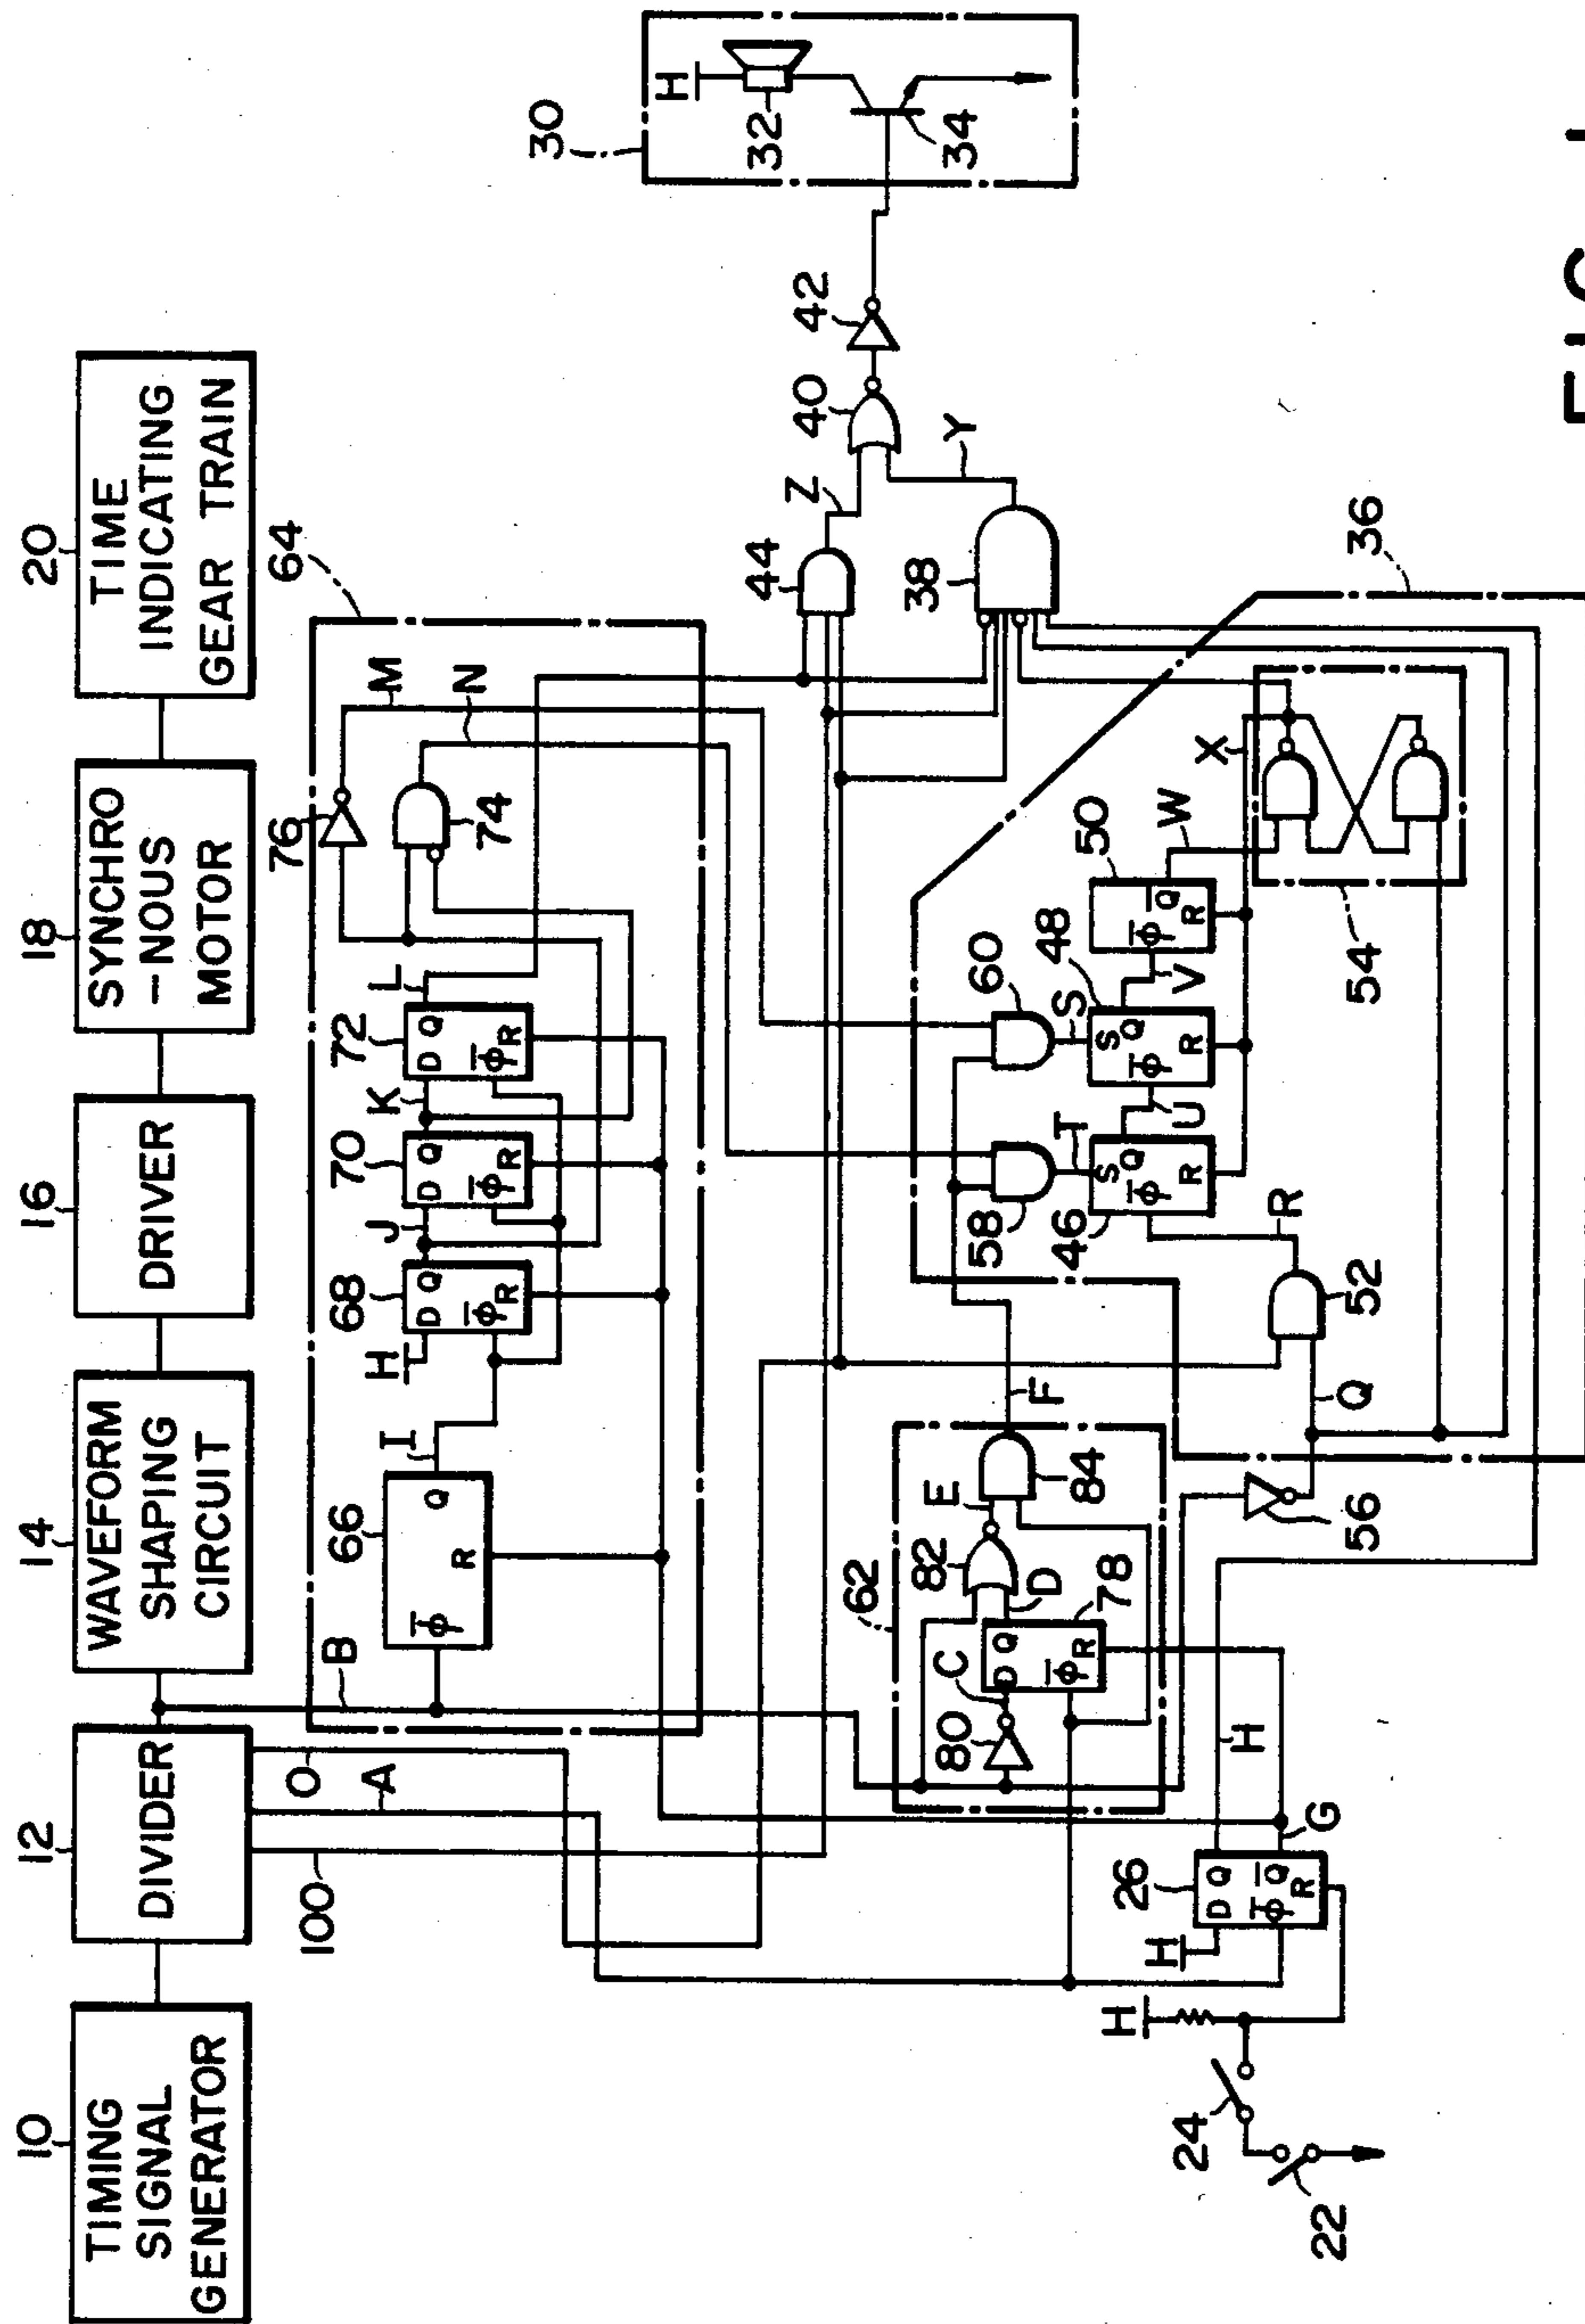 10
TIMING
SIGNAL
GENERATOR
12
DIVIDER
14
WAVEFORM
SHAPING
CIRCUIT
16
DRIVER
18
SYNCHRO
-NOUS
MOTOR
20
TIME
INDICATING
GEAR TRAIN
100
O
A
B
64
66
φ̅ Q
R
I
H
68
D Q
φ̅ R
J
70
D Q
φ̅ R
K
72
D Q
φ̅ R
L
76
74
M
N
44
Z
40
42
30
H
32
34
38
Y
36
62
80
C
D Q
φ̅ R
78
D
82
E
84
F
56
Q
52
R
58
T
46
S Q
φ̅ R
U
60
S
48
S Q
φ̅ R
V
50
φ̅ Q̅
R
W
X
54
22
24
H
H
26
D Q
φ̅ Q̅
R
G
H